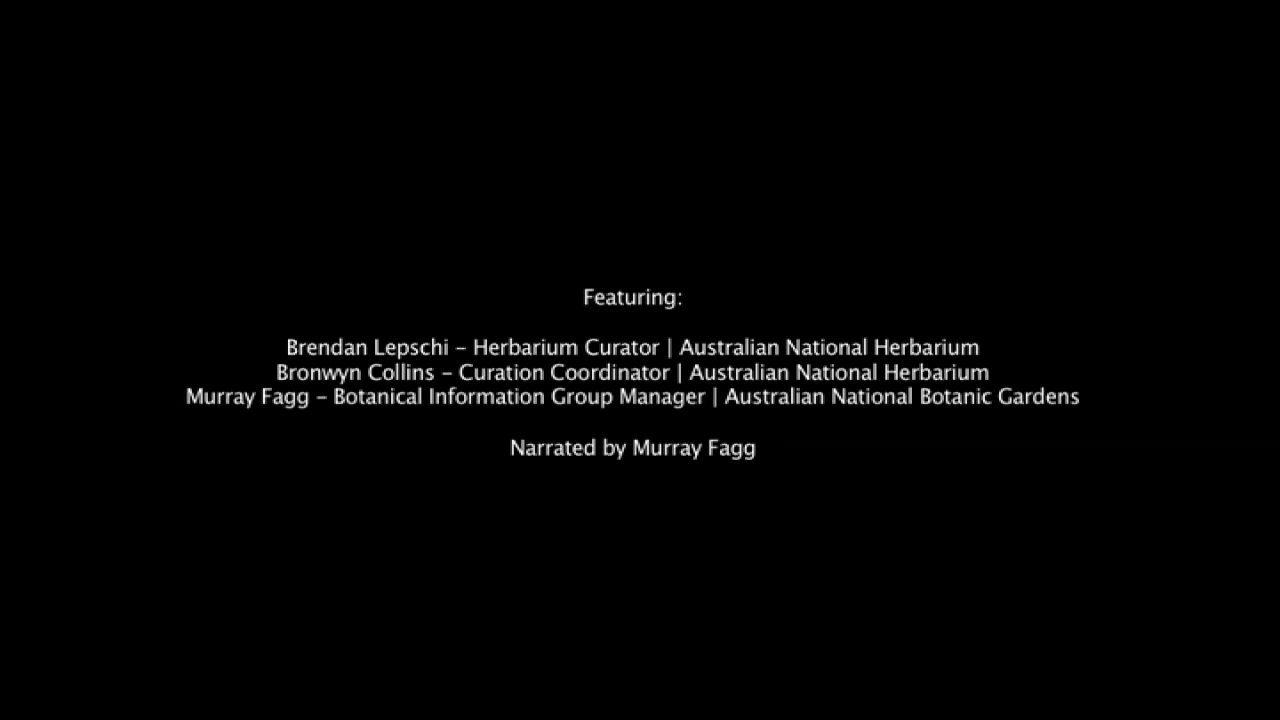 Featuring:
Brendan Lepschi – Herbarium Curator | Australian National Herbarium
Bronwyn Collins – Curation Coordinator | Australian National Herbarium
Murray Fagg – Botanical Information Group Manager | Australian National Botanic Gardens
Narrated by Murray Fagg